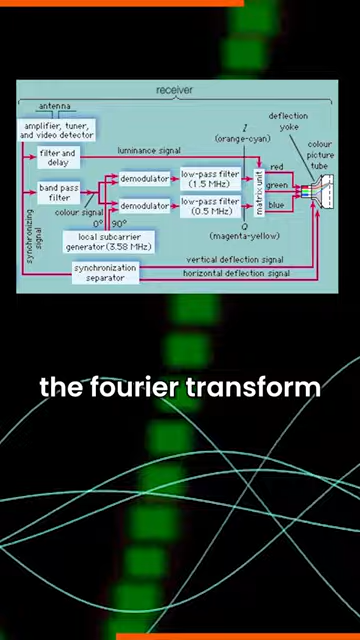 receiver
antenna
amplifier, tuner,
and video detector
filter and
delay
luminance signal
I
(orange-cyan)
deflection
yoke
colour
picture
tube
band pass
filter
colour signal
demodulator
low-pass filter
(1.5 MHz)
demodulator
low-pass filter
(0.5 MHz)
matrix unit
red
green
blue
0°
90°
local subcarrier
generator (3.58 MHz)
Q
(magenta-yellow)
synchronizing
signal
synchronization
separator
vertical deflection signal
horizontal deflection signal
the fourier transform